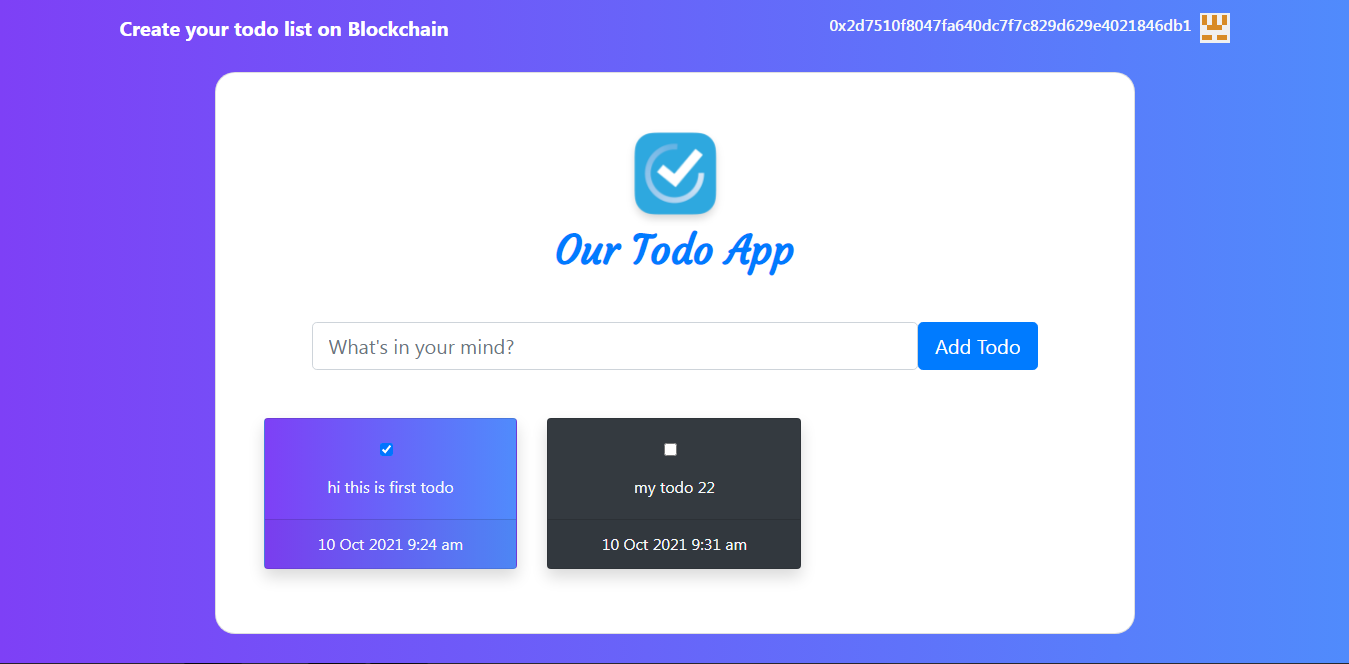 Create your todo list on Blockchain
0x2d7510f8047fa640dc7f7c829d629e4021846db1
Our Todo App
What's in your mind?
Add Todo
hi this is first todo
10 Oct 2021 9:24 am
my todo 22
10 Oct 2021 9:31 am